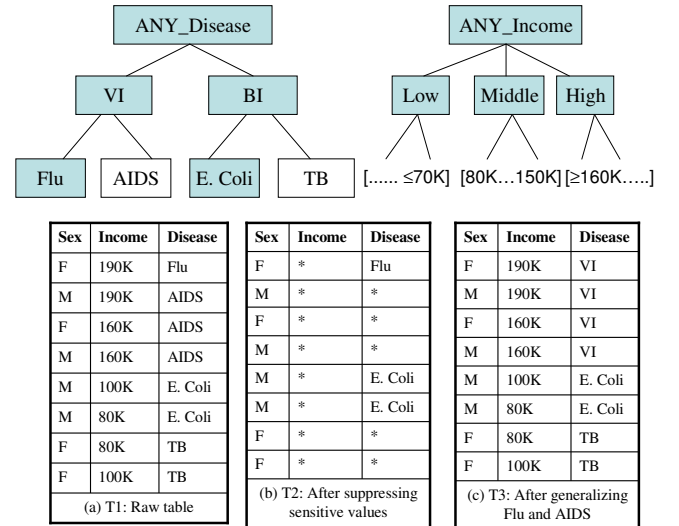 ANY_Disease
ANY_Income
VI
BI
Low
Middle
High
Flu
AIDS
E. Coli
TB
[...... ≤70K]
[80K...150K]
[≥160K.....]
Sex Income Disease
F 190K Flu
M 190K AIDS
F 160K AIDS
M 160K AIDS
M 100K E. Coli
M 80K E. Coli
F 80K TB
F 100K TB
(a) T1: Raw table
Sex Income Disease
F * Flu
M * *
F * *
M * *
M * E. Coli
M * E. Coli
F * *
F * *
(b) T2: After suppressing
sensitive values
Sex Income Disease
F 190K VI
M 190K VI
F 160K VI
M 160K VI
M 100K E. Coli
M 80K E. Coli
F 80K TB
F 100K TB
(c) T3: After generalizing
Flu and AIDS